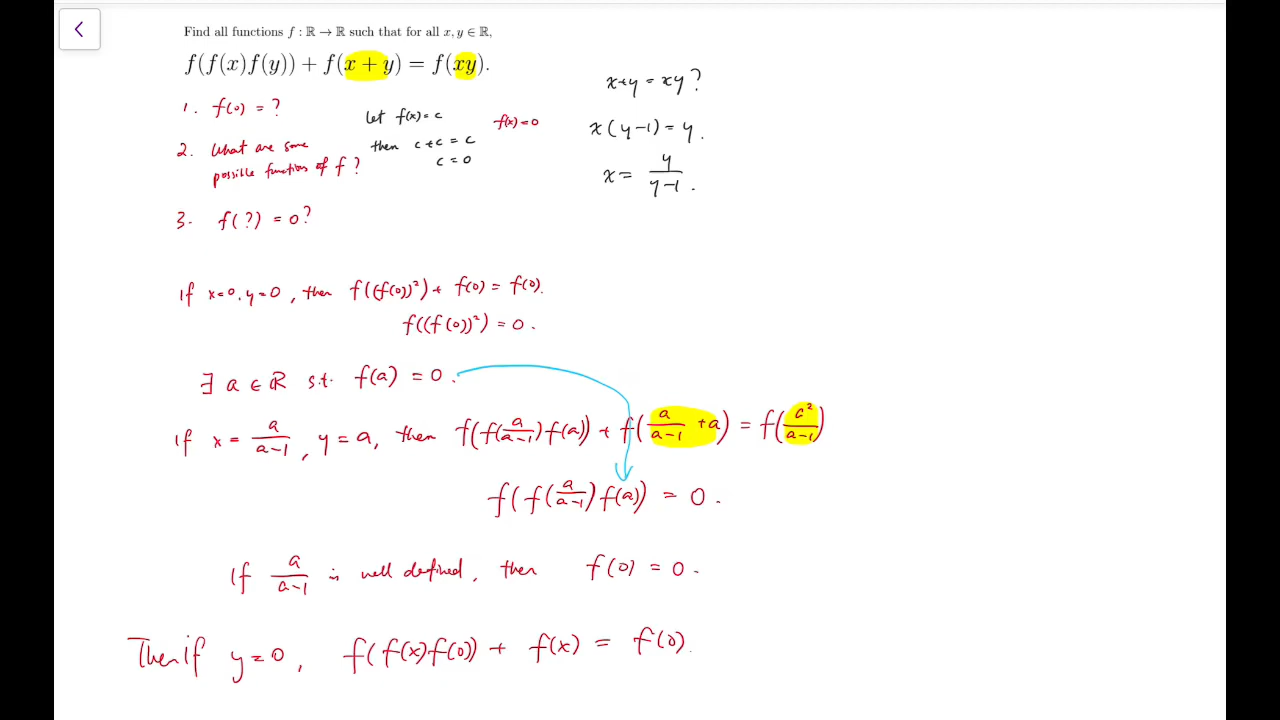 Find all functions f : ℝ → ℝ such that for all x, y ∈ ℝ,
f(f(x)f(y)) + f(x + y) = f(xy).
x+y = xy?
1. f(0) = ?
Let f(x) = c
f(x) = 0
then c+c = c
c = 0
x(y-1) = y.
x = y/(y-1).
2. What are some
possible functions of f?
3. f(?) = 0?
If x=0, y=0, then f((f(0))²) + f(0) = f(0).
f((f(0))²) = 0.
∃ a ∈ ℝ s.t. f(a) = 0.
If x = a/(a-1), y = a, then f(f(a/(a-1))f(a)) + f(a/(a-1) + a) = f(a²/(a-1))
f(f(a/(a-1))f(a)) = 0.
If a/(a-1) is well defined, then f(0) = 0.
Then if y=0, f(f(x)f(0)) + f(x) = f(0).